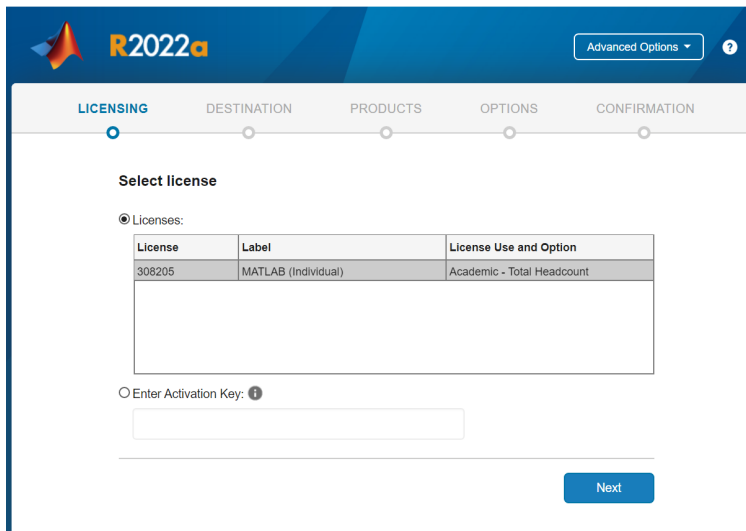 R2022a
Advanced Options
?
LICENSING DESTINATION PRODUCTS OPTIONS CONFIRMATION
Select license
Licenses:
License Label License Use and Option
308205 MATLAB (Individual) Academic - Total Headcount
Enter Activation Key: i
Next